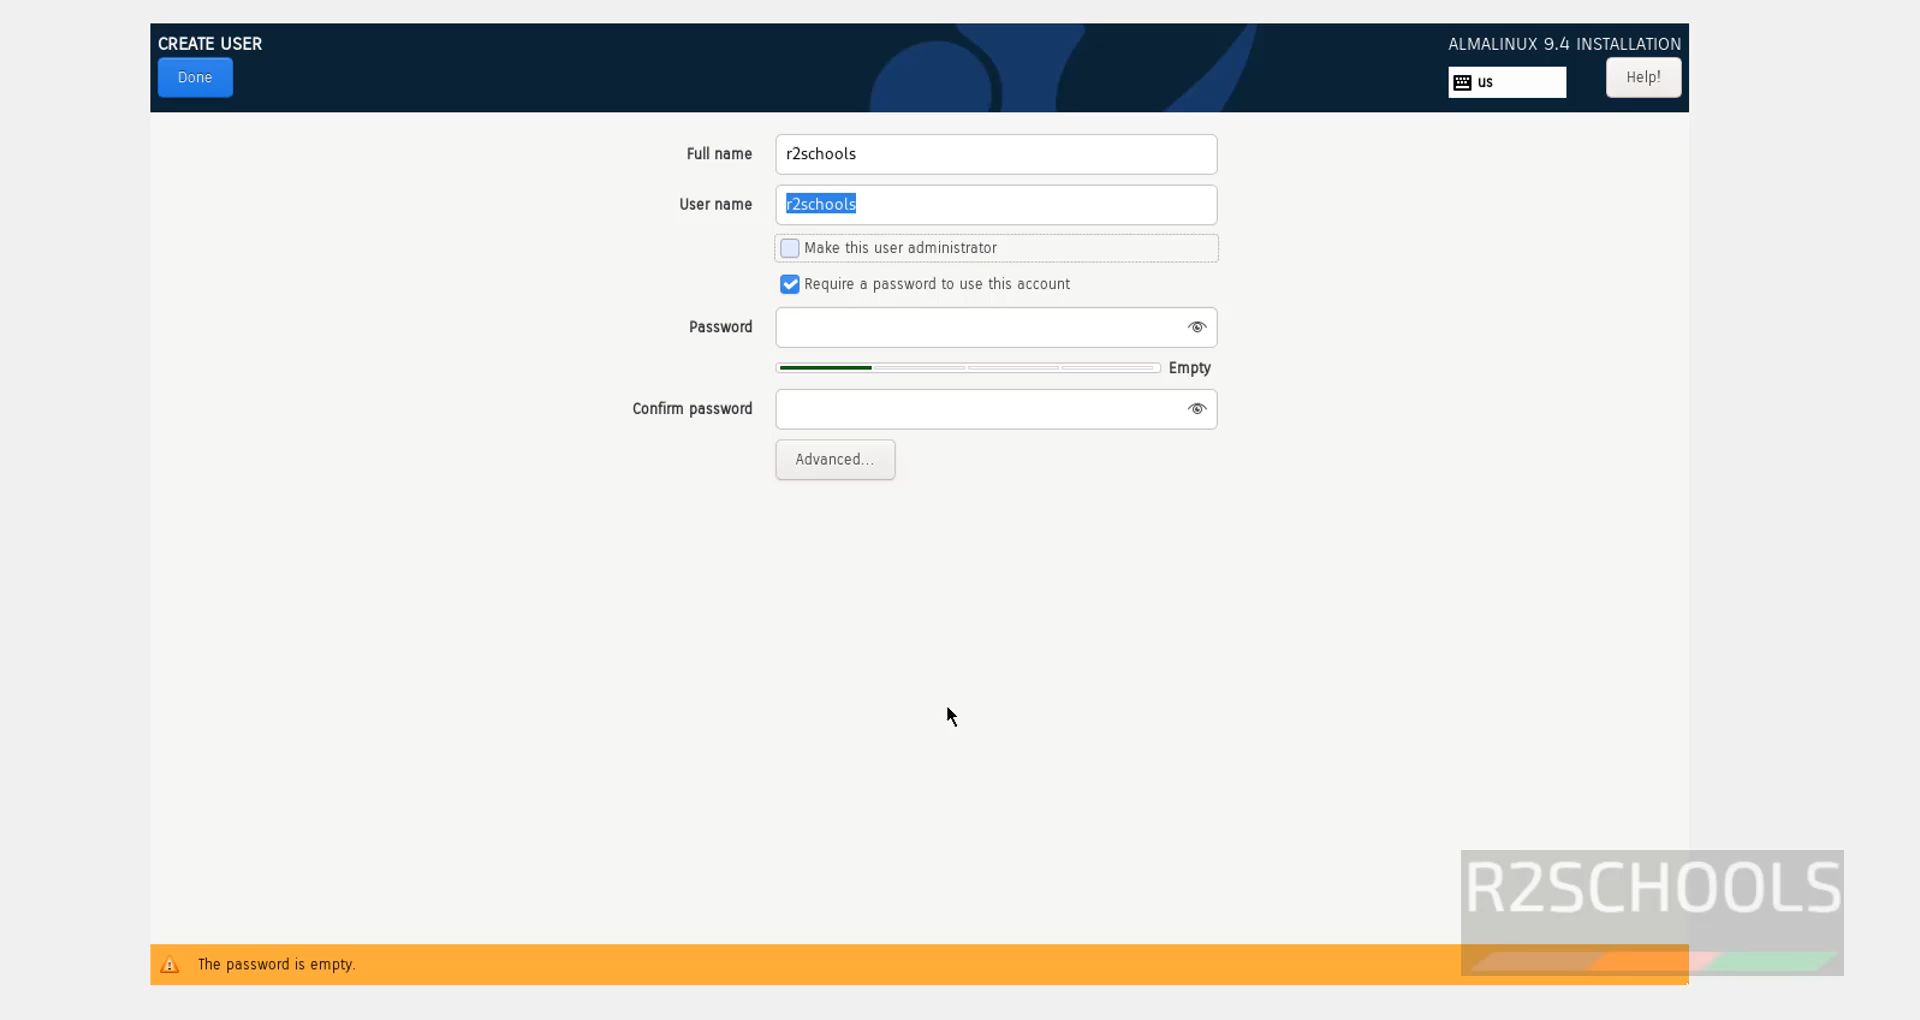 CREATE USER
ALMALINUX 9.4 INSTALLATION
Done
us
Help!
Full name
r2schools
User name
r2schools
Make this user administrator
Require a password to use this account
Password
Empty
Confirm password
Advanced...
R2SCHOOLS
The password is empty.